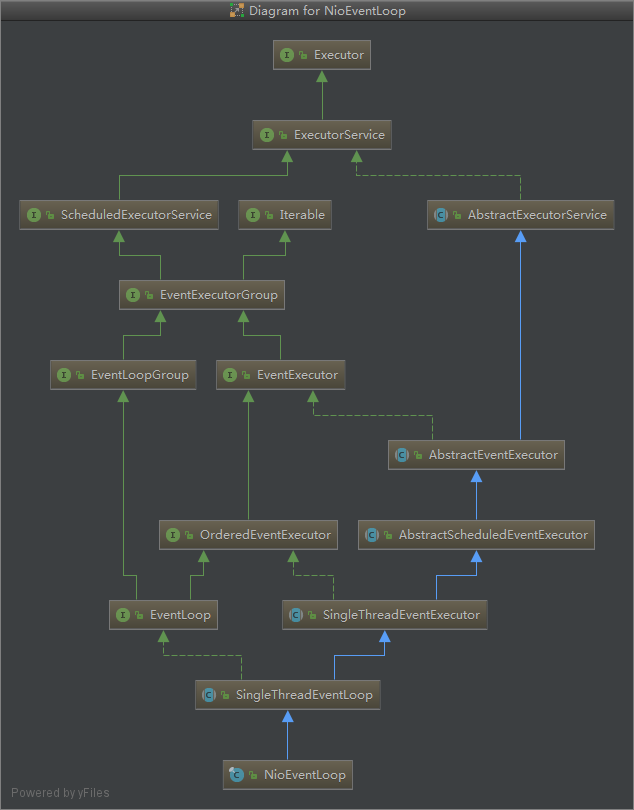 Diagram for NioEventLoop
I Executor
I ExecutorService
I ScheduledExecutorService
I Iterable
C AbstractExecutorService
I EventExecutorGroup
I EventLoopGroup
I EventExecutor
C AbstractEventExecutor
I OrderedEventExecutor
C AbstractScheduledEventExecutor
I EventLoop
C SingleThreadEventExecutor
C SingleThreadEventLoop
C NioEventLoop
Powered by yFiles